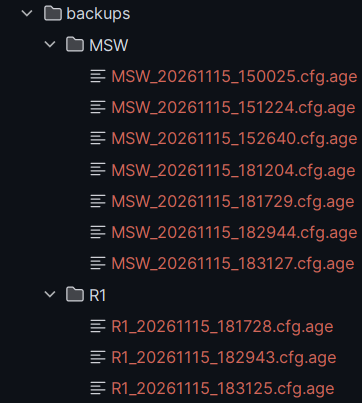 backups
MSW
MSW_20261115_150025.cfg.age
MSW_20261115_151224.cfg.age
MSW_20261115_152640.cfg.age
MSW_20261115_181204.cfg.age
MSW_20261115_181729.cfg.age
MSW_20261115_182944.cfg.age
MSW_20261115_183127.cfg.age
R1
R1_20261115_181728.cfg.age
R1_20261115_182943.cfg.age
R1_20261115_183125.cfg.age